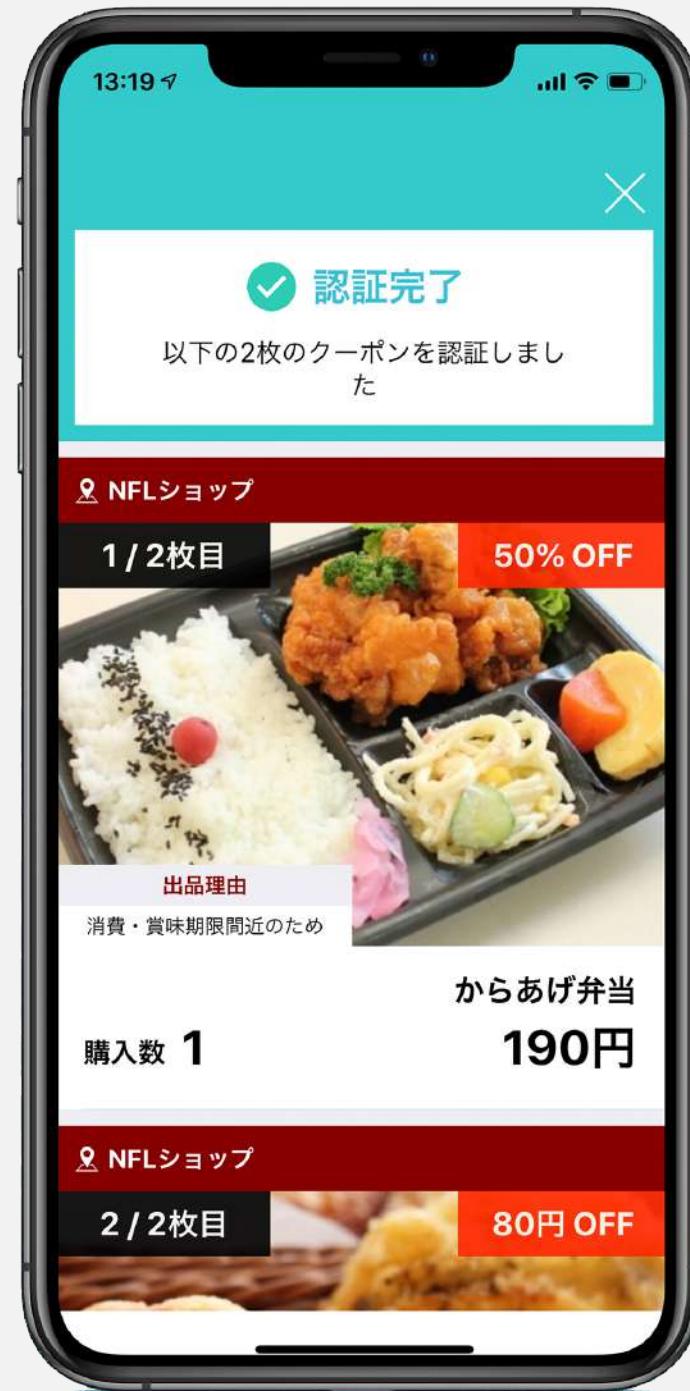 13:19
認証完了
以下の2枚のクーポンを認証しまし
た
NFLショップ
1 / 2枚目
50% OFF
出品理由
消費・賞味期限間近のため
からあげ弁当
購入数 1
190円
NFLショップ
2 / 2枚目
80円 OFF